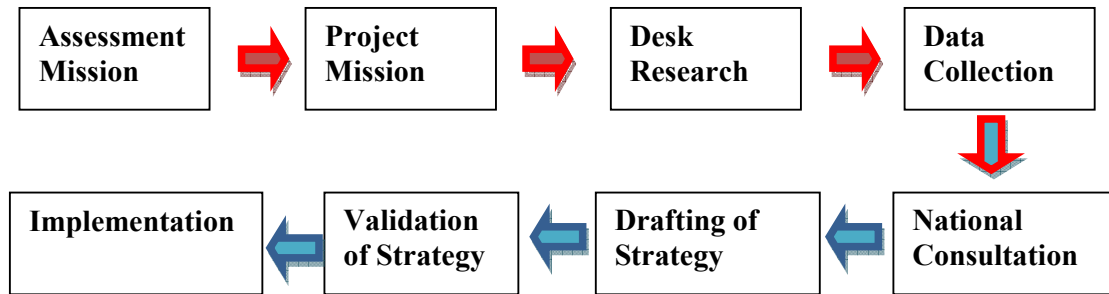 Assessment
Mission
Project
Mission
Desk
Research
Data
Collection
National
Consultation
Drafting of
Strategy
Validation
of Strategy
Implementation